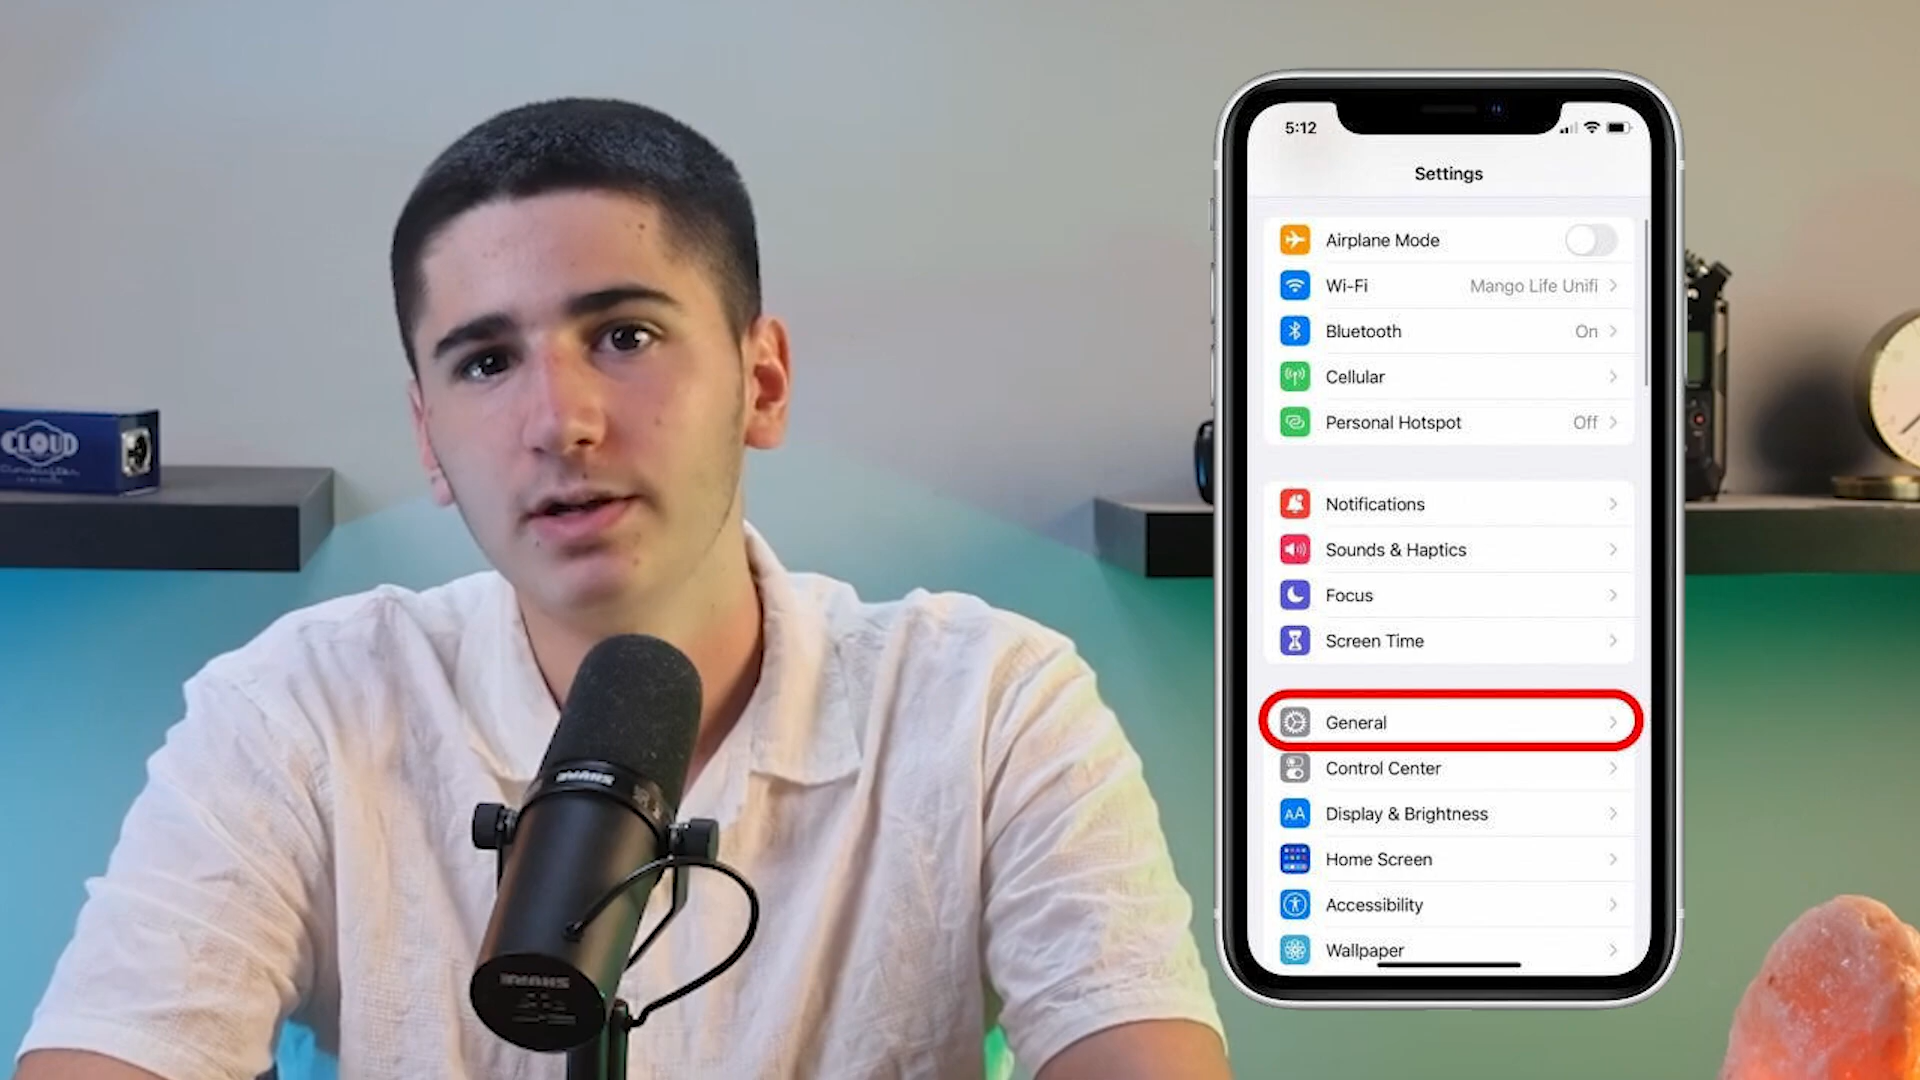 5:12
Settings
Airplane Mode
Wi-Fi Mango Life Unifi
Bluetooth On
Cellular
Personal Hotspot Off
Notifications
Sounds & Haptics
Focus
Screen Time
General
Control Center
AA Display & Brightness
Home Screen
Accessibility
Wallpaper
CLOUD